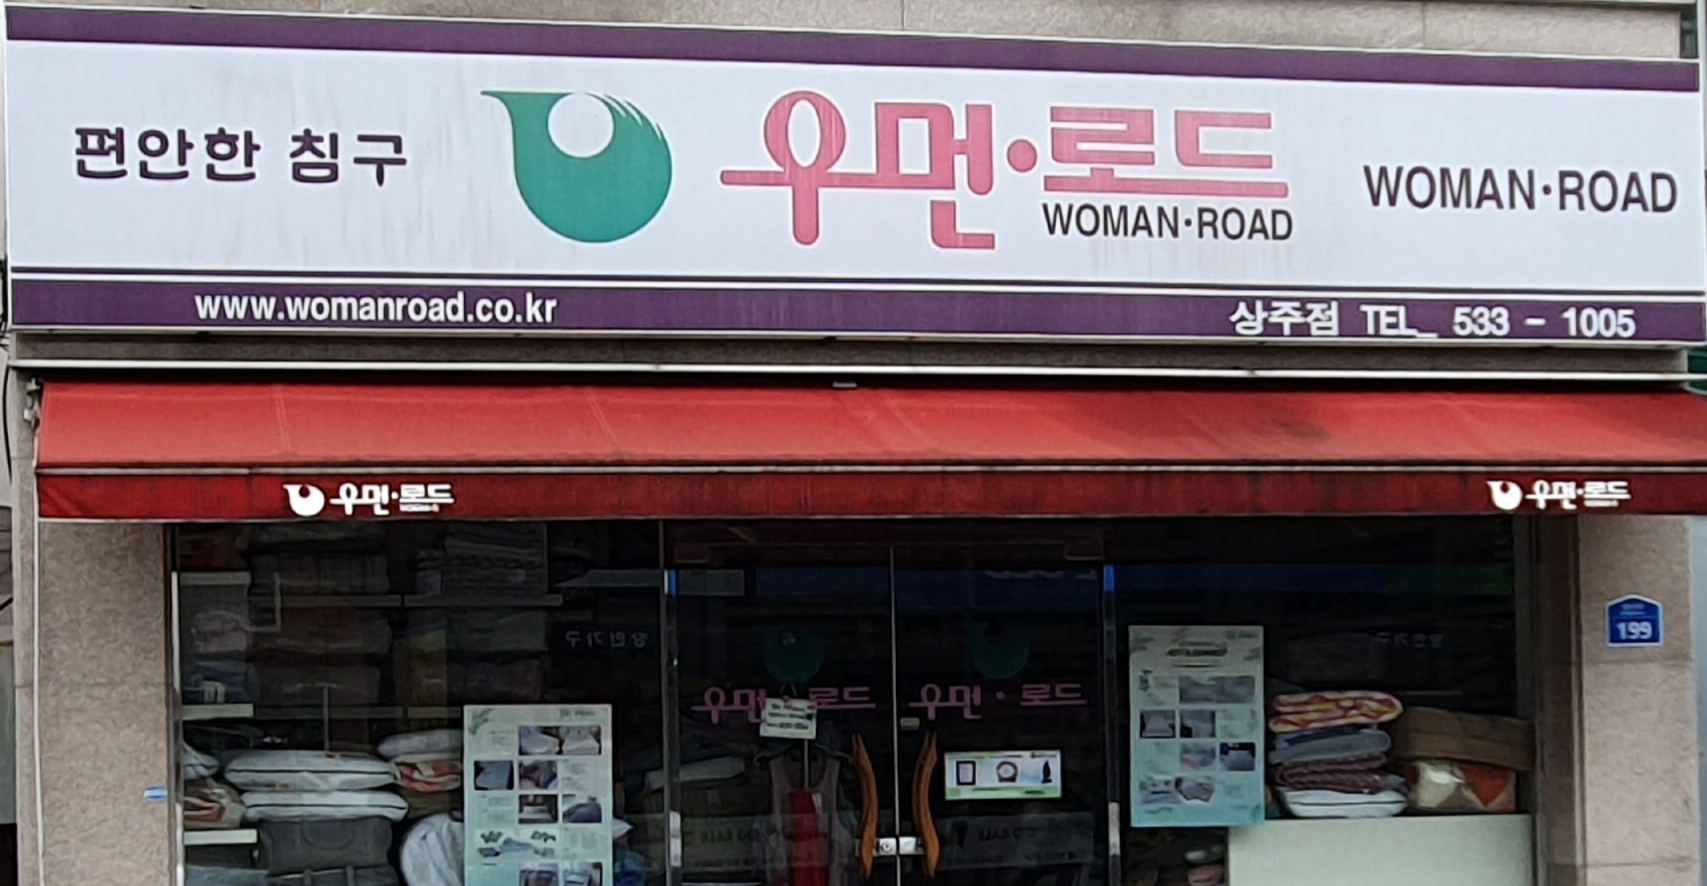 편안한 침구
우먼·로드
WOMAN·ROAD
WOMAN·ROAD
www.womanroad.co.kr
상주점 TEL_ 533 - 1005
우먼·로드
우먼·로드
199
우먼·로드
우먼·로드